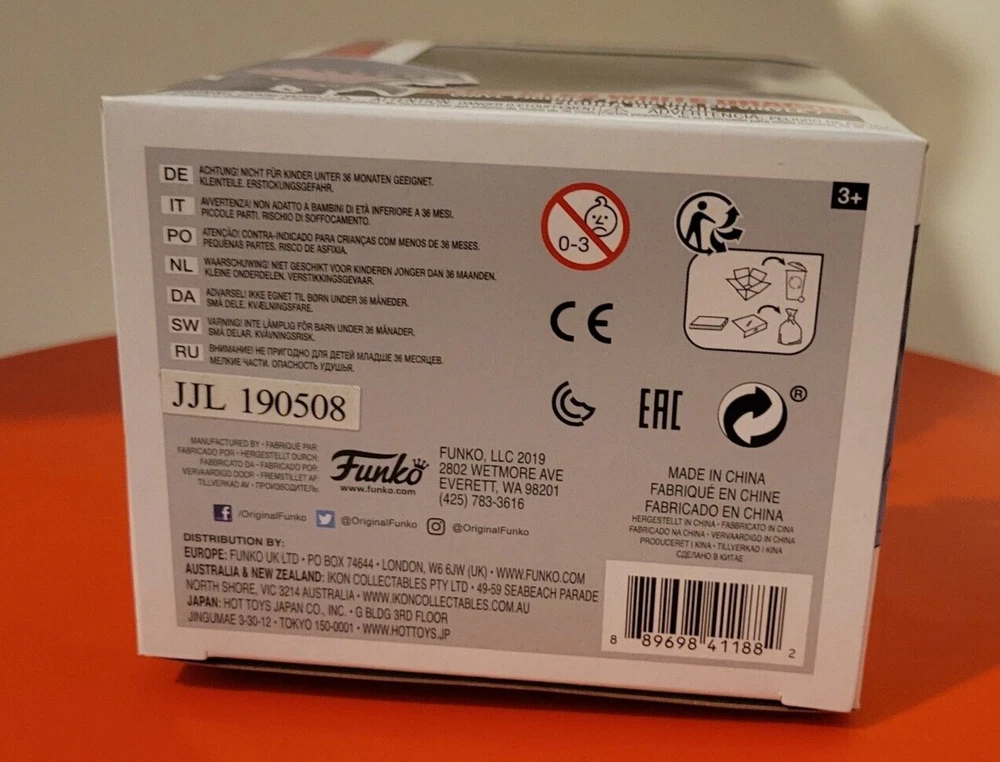 ATTENTION:
ADVERTENCIA:
DE ACHTUNG! NICHT FÜR KINDER UNTER 36 MONATEN GEEIGNET.
KLEINTEILE. ERSTICKUNGSGEFAHR.
IT AVVERTENZA! NON ADATTO A BAMBINI DI ETÀ INFERIORE A 36 MESI.
PICCOLE PARTI. RISCHIO DI SOFFOCAMENTO.
PO ATENÇÃO! CONTRA-INDICADO PARA CRIANÇAS COM MENOS DE 36 MESES.
PEQUENAS PARTES. RISCO DE ASFIXIA.
NL WAARSCHUWING! NIET GESCHIKT VOOR KINDEREN JONGER DAN 36 MAANDEN.
KLEINE ONDERDELEN. VERSTIKKINGSGEVAAR.
DA ADVARSEL! IKKE EGNET TIL BØRN UNDER 36 MÅNEDER.
SMÅ DELE. KVÆLNINGSFARE.
SW VARNING! INTE LÄMPLIG FÖR BARN UNDER 36 MÅNADER.
SMÅ DELAR. KVÄVNINGSRISK.
RU ВНИМАНИЕ! НЕ ПРИГОДНО ДЛЯ ДЕТЕЙ МЛАДШЕ 36 МЕСЯЦЕВ.
МЕЛКИЕ ЧАСТИ. ОПАСНОСТЬ УДУШЬЯ.
0-3
3+
CE
EAC
®
JJL 190508
MANUFACTURED BY • FABRIQUÉ PAR:
FABRICADO POR • HERGESTELLT DURCH:
FABBRICATO DA • FABRICADO POR:
VERVAARDIGD DOOR • FREMSTILLET AF:
TILLVERKAD AV • ПРОИЗВОДИТЕЛЬ:
Funko
www.funko.com
FUNKO, LLC 2019
2802 WETMORE AVE
EVERETT, WA 98201
(425) 783-3616
/OriginalFunko @OriginalFunko @OriginalFunko
MADE IN CHINA
FABRIQUÉ EN CHINE
FABRICADO EN CHINA
HERGESTELLT IN CHINA • FABBRICATO IN CINA
FABRICADO NA CHINA • VERVAARDIGD IN CHINA
PRODUCERET I KINA • TILLVERKAD I KINA
СДЕЛАНО В КИТАЕ
DISTRIBUTION BY:
EUROPE: FUNKO UK LTD • PO BOX 74644 • LONDON, W6 6JW (UK) • WWW.FUNKO.COM
AUSTRALIA & NEW ZEALAND: IKON COLLECTABLES PTY LTD • 49-59 SEABEACH PARADE
NORTH SHORE, VIC 3214 AUSTRALIA • WWW.IKONCOLLECTABLES.COM.AU
JAPAN: HOT TOYS JAPAN CO., INC. • G BLDG 3RD FLOOR
JINGUMAE 3-30-12 • TOKYO 150-0001 • WWW.HOTTOYS.JP
8 89698 41188 2